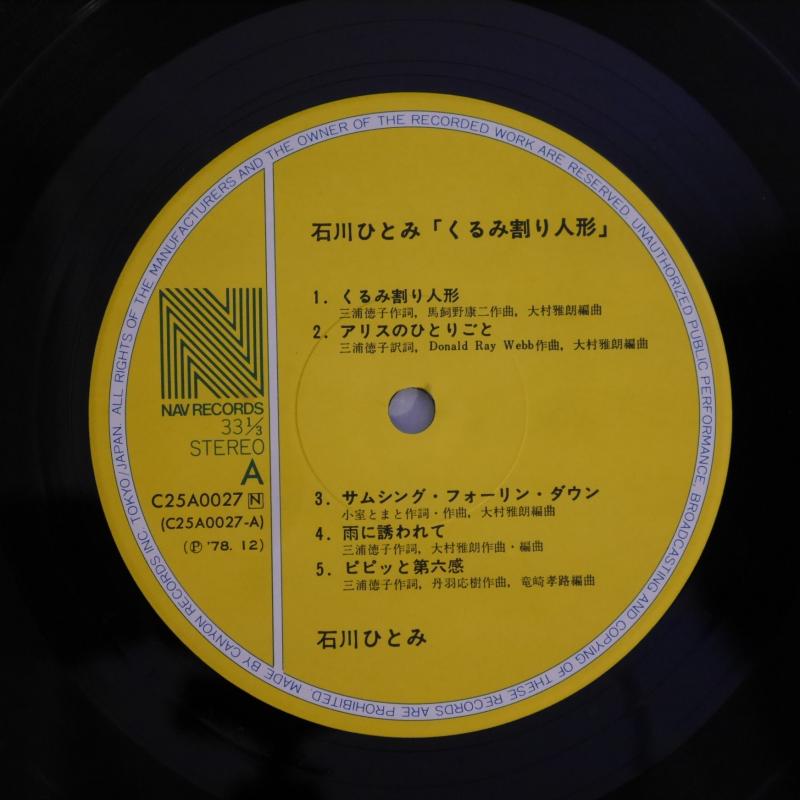 石川ひとみ「くるみ割り人形」
1. くるみ割り人形
三浦徳子作詞, 馬飼野康二作曲, 大村雅朗編曲
2. アリスのひとりごと
三浦徳子訳詞, Donald Ray Webb作曲, 大村雅朗編曲
NAV RECORDS
33⅓
STEREO
A
C25A0027 N
(C25A0027-A)
(Ⓟ '78. 12)
3. サムシング・フォーリン・ダウン
小室とまと作詞・作曲, 大村雅朗編曲
4. 雨に誘われて
三浦徳子作詞, 大村雅朗作曲・編曲
5. ピピッと第六感
三浦徳子作詞, 丹羽応樹作曲, 竜崎孝路編曲
石川ひとみ
MADE BY CANYON RECORDS INC. TOKYO/JAPAN. ALL RIGHTS OF THE MANUFACTURERS AND THE OWNER OF THE RECORDED WORK ARE RESERVED. UNAUTHORIZED PUBLIC PERFORMANCE, BROADCASTING AND COPYING OF THESE RECORDS ARE PROHIBITED.